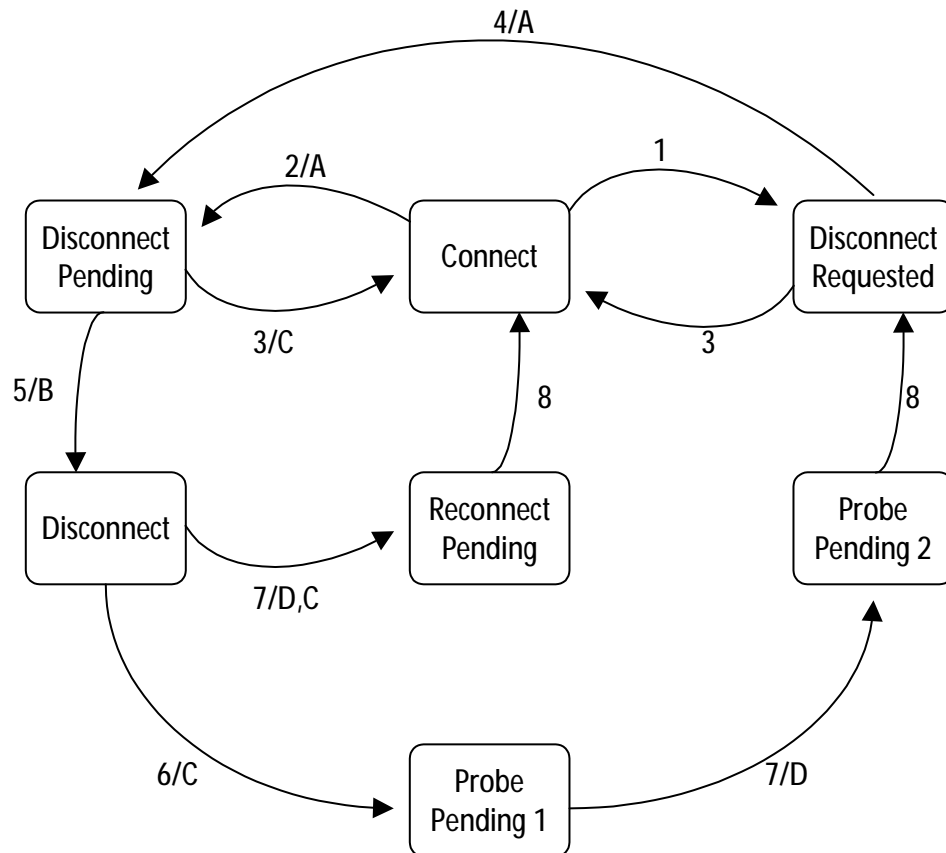 4/A
2/A
1
Disconnect
Pending
Connect
Disconnect
Requested
3/C
3
5/B
8
8
Disconnect
Reconnect
Pending
Probe
Pending 2
7/D,C
6/C
Probe
Pending 1
7/D